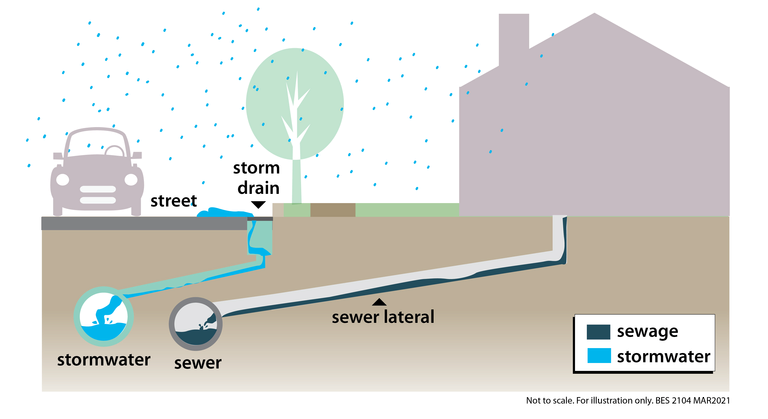 storm
drain
street
sewer lateral
stormwater
sewer
sewage
stormwater
Not to scale. For illustration only. BES 2104 MAR2021